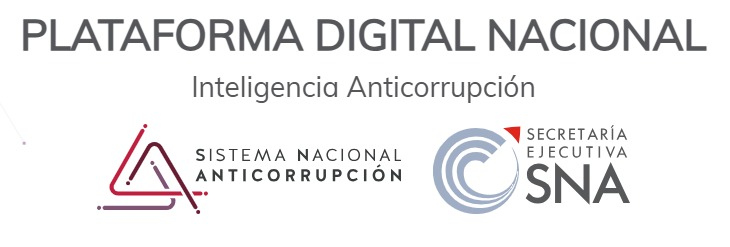 PLATAFORMA DIGITAL NACIONAL
Inteligencia Anticorrupción
SISTEMA NACIONAL
ANTICORRUPCIÓN
SECRETARÍA
EJECUTIVA
SNA